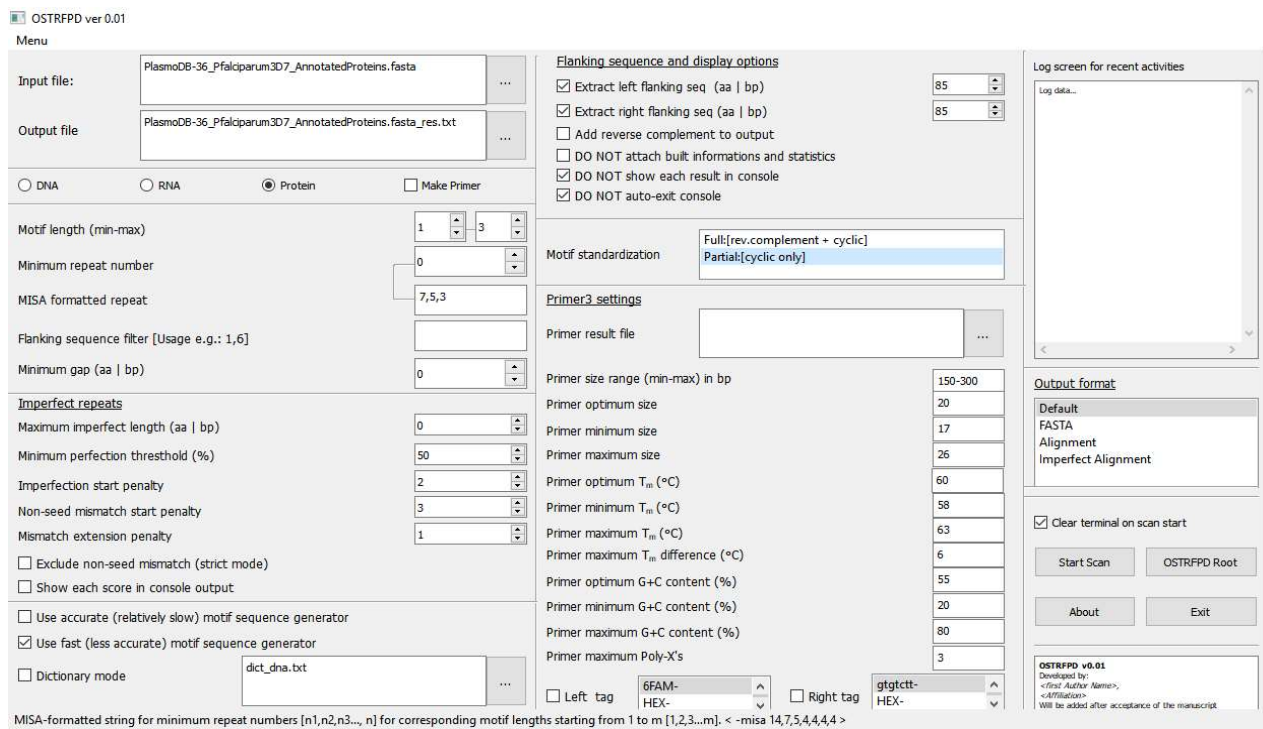 OSTRFPD ver 0.01
Menu
Input file:
PlasmoDB-36_Pfalciparum3D7_AnnotatedProteins.fasta
...
Output file
PlasmoDB-36_Pfalciparum3D7_AnnotatedProteins.fasta_res.txt
...
DNA
RNA
Protein
Make Primer
Motif length (min-max)
1
3
Minimum repeat number
0
MISA formatted repeat
7,5,3
Flanking sequence filter [Usage e.g.: 1,6]
Minimum gap (aa | bp)
0
Imperfect repeats
Maximum imperfect length (aa | bp)
0
Minimum perfection thresthold (%)
50
Imperfection start penalty
2
Non-seed mismatch start penalty
3
Mismatch extension penalty
1
Exclude non-seed mismatch (strict mode)
Show each score in console output
Use accurate (relatively slow) motif sequence generator
Use fast (less accurate) motif sequence generator
Dictionary mode
dict_dna.txt
...
Flanking sequence and display options
Extract left flanking seq (aa | bp)
85
Extract right flanking seq (aa | bp)
85
Add reverse complement to output
DO NOT attach built informations and statistics
DO NOT show each result in console
DO NOT auto-exit console
Motif standardization
Full:[rev.complement + cyclic]
Partial:[cyclic only]
Primer3 settings
Primer result file
...
Primer size range (min-max) in bp
150-300
Primer optimum size
20
Primer minimum size
17
Primer maximum size
26
Primer optimum Tm (°C)
60
Primer minimum Tm (°C)
58
Primer maximum Tm (°C)
63
Primer maximum Tm difference (°C)
6
Primer optimum G+C content (%)
55
Primer minimum G+C content (%)
20
Primer maximum G+C content (%)
80
Primer maximum Poly-X's
3
Left tag
6FAM-
HEX-
Right tag
gtgtctt-
HEX-
Log screen for recent activities
Log data...
Output format
Default
FASTA
Alignment
Imperfect Alignment
Clear terminal on scan start
Start Scan
OSTRFPD Root
About
Exit
OSTRFPD v0.01
Developed by:
<first Author Name>,
<Affiliation>
Will be added after acceptance of the manuscript
MISA-formatted string for minimum repeat numbers [n1,n2,n3..., n] for corresponding motif lengths starting from 1 to m [1,2,3...m]. < -misa 14,7,5,4,4,4,4 >